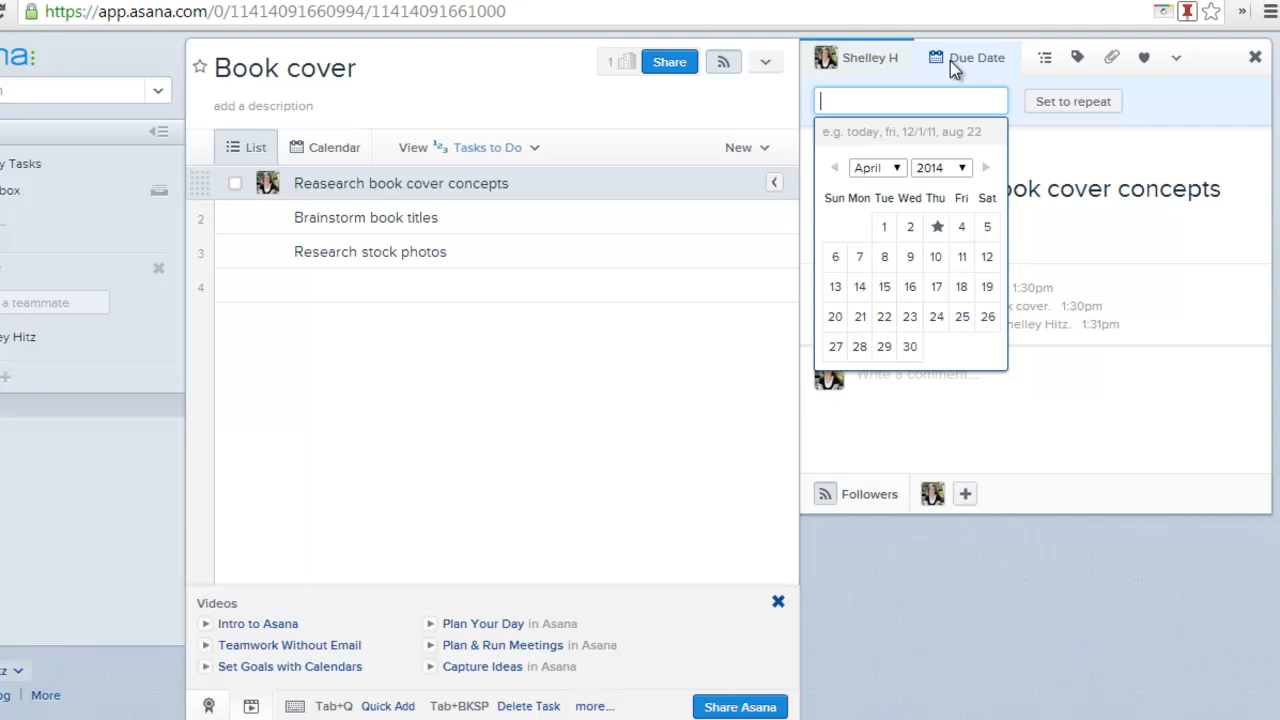 https://app.asana.com/0/11414091660994/11414091661000
»
Book cover
1
Share
Shelley H
Due Date
add a description
Set to repeat
e.g. today, fri, 12/1/11, aug 22
List
Calendar
View
Tasks to Do
New
y Tasks
box
April
2014
Reasearch book cover concepts
ok cover concepts
Sun Mon Tue Wed Thu Fri Sat
1 2 4 5
2 Brainstorm book titles
3 Research stock photos
4
6 7 8 9 10 11 12
13 14 15 16 17 18 19
20 21 22 23 24 25 26
27 28 29 30
1:30pm
k cover. 1:30pm
helley Hitz. 1:31pm
a teammate
ey Hitz
Write a comment...
Followers
Videos
Intro to Asana
Plan Your Day in Asana
Teamwork Without Email
Plan & Run Meetings in Asana
Set Goals with Calendars
Capture Ideas in Asana
tz
og | More
Tab+Q Quick Add
Tab+BKSP Delete Task
more...
Share Asana